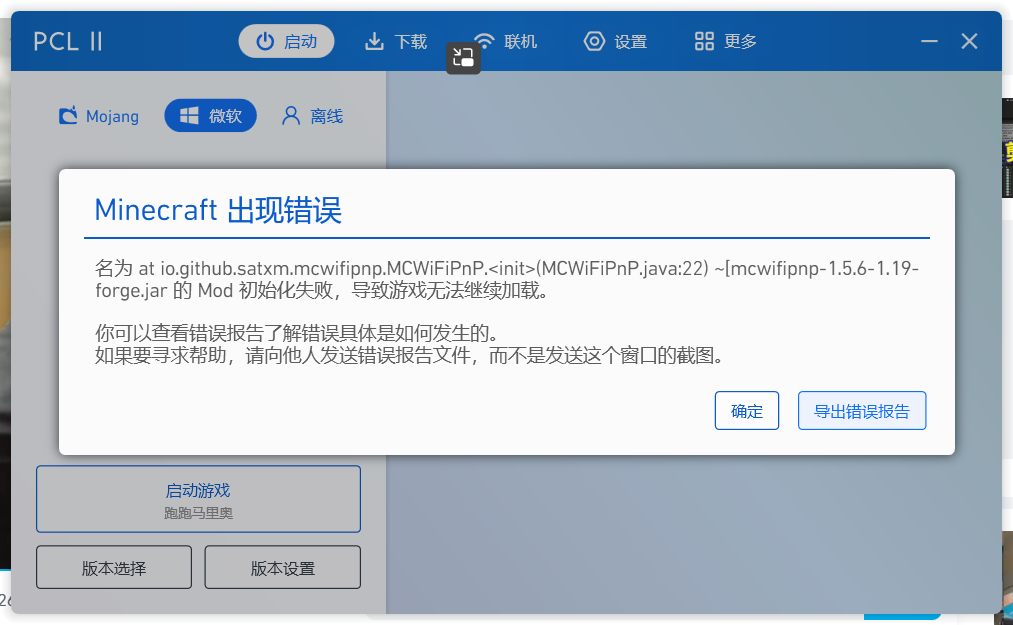 PCL II
启动
下载
联机
设置
更多
Mojang
微软
离线
Minecraft 出现错误
名为 at io.github.satxm.mcwifipnp.MCWiFiPnP.<init>(MCWiFiPnP.java:22) ~[mcwifipnp-1.5.6-1.19-
forge.jar 的 Mod 初始化失败，导致游戏无法继续加载。
你可以查看错误报告了解错误具体是如何发生的。
如果要寻求帮助，请向他人发送错误报告文件，而不是发送这个窗口的截图。
确定
导出错误报告
启动游戏
跑跑马里奥
版本选择
版本设置